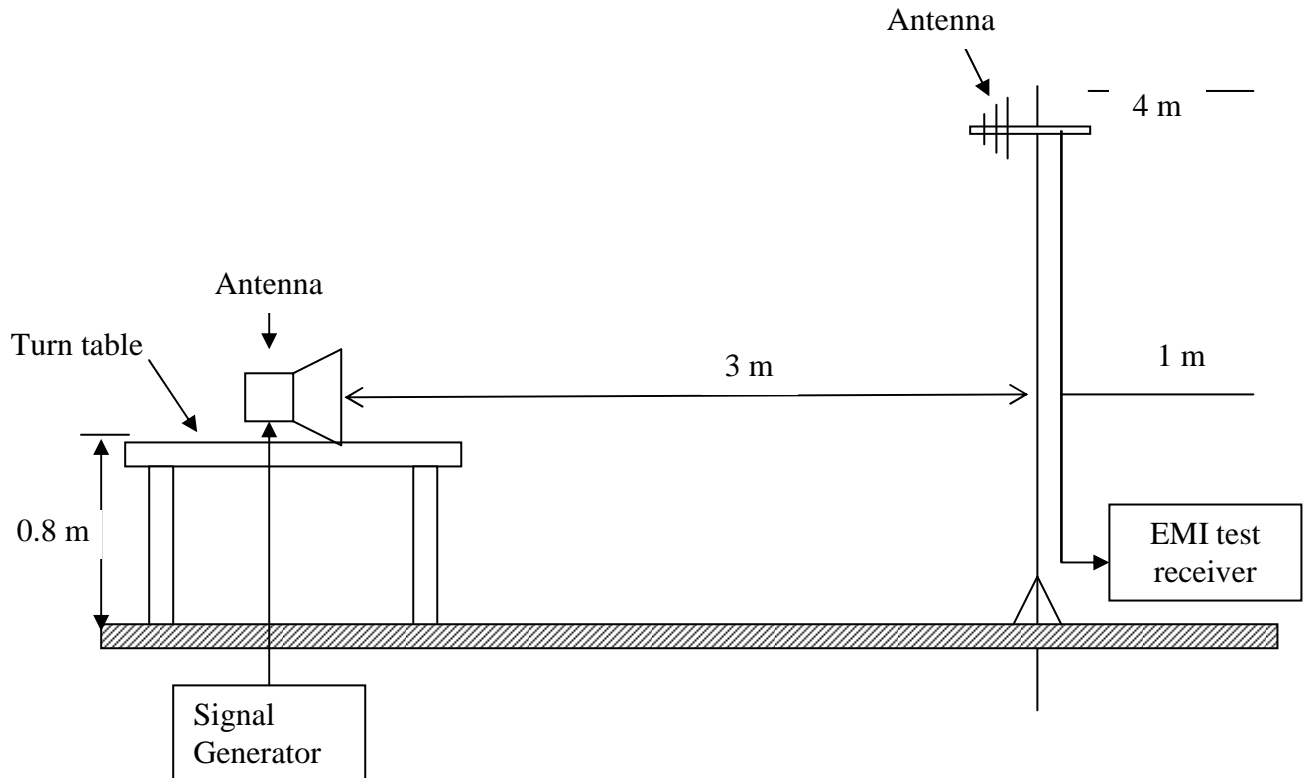 Antenna
4 m
Antenna
Turn table
3 m
1 m
0.8 m
EMI test
receiver
Signal
Generator